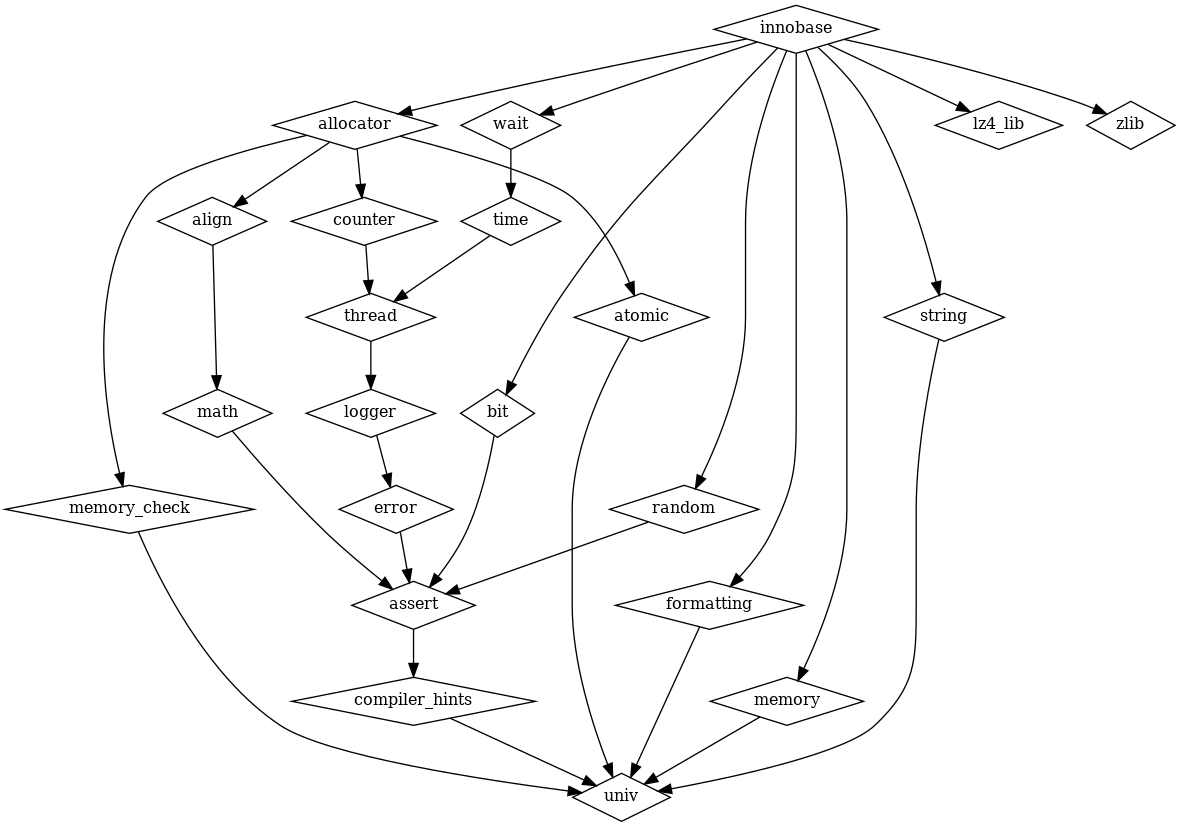 innobase
allocator
wait
lz4_lib
zlib
align
counter
time
thread
atomic
string
math
logger
bit
memory_check
error
random
assert
formatting
compiler_hints
memory
univ